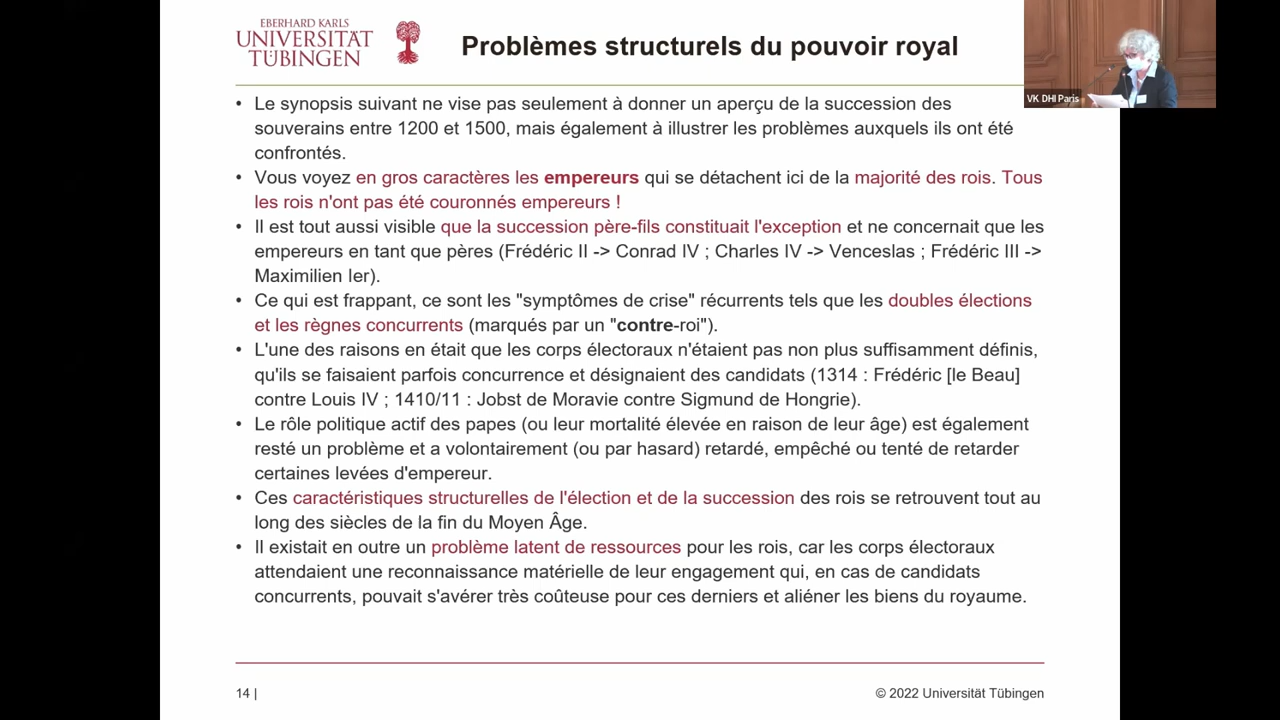 EBERHARD KARLS
UNIVERSITÄT
TÜBINGEN
Problèmes structurels du pouvoir royal
VK DHI Paris
• Le synopsis suivant ne vise pas seulement à donner un aperçu de la succession des
souverains entre 1200 et 1500, mais également à illustrer les problèmes auxquels ils ont été
confrontés.
• Vous voyez en gros caractères les empereurs qui se détachent ici de la majorité des rois. Tous
les rois n'ont pas été couronnés empereurs !
• Il est tout aussi visible que la succession père-fils constituait l'exception et ne concernait que les
empereurs en tant que pères (Frédéric II -> Conrad IV ; Charles IV -> Venceslas ; Frédéric III ->
Maximilien Ier).
• Ce qui est frappant, ce sont les "symptômes de crise" récurrents tels que les doubles élections
et les règnes concurrents (marqués par un "contre-roi").
• L'une des raisons en était que les corps électoraux n'étaient pas non plus suffisamment définis,
qu'ils se faisaient parfois concurrence et désignaient des candidats (1314 : Frédéric [le Beau]
contre Louis IV ; 1410/11 : Jobst de Moravie contre Sigmund de Hongrie).
• Le rôle politique actif des papes (ou leur mortalité élevée en raison de leur âge) est également
resté un problème et a volontairement (ou par hasard) retardé, empêché ou tenté de retarder
certaines levées d'empereur.
• Ces caractéristiques structurelles de l'élection et de la succession des rois se retrouvent tout au
long des siècles de la fin du Moyen Âge.
• Il existait en outre un problème latent de ressources pour les rois, car les corps électoraux
attendaient une reconnaissance matérielle de leur engagement qui, en cas de candidats
concurrents, pouvait s'avérer très coûteuse pour ces derniers et aliéner les biens du royaume.
14 |
© 2022 Universität Tübingen